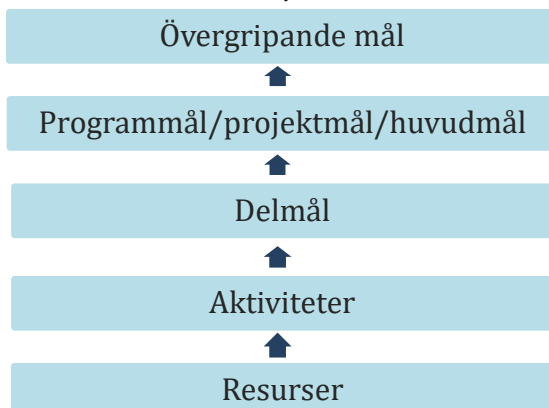 Övergripande mål
Programmål/projektmål/huvudmål
Delmål
Aktiviteter
Resurser